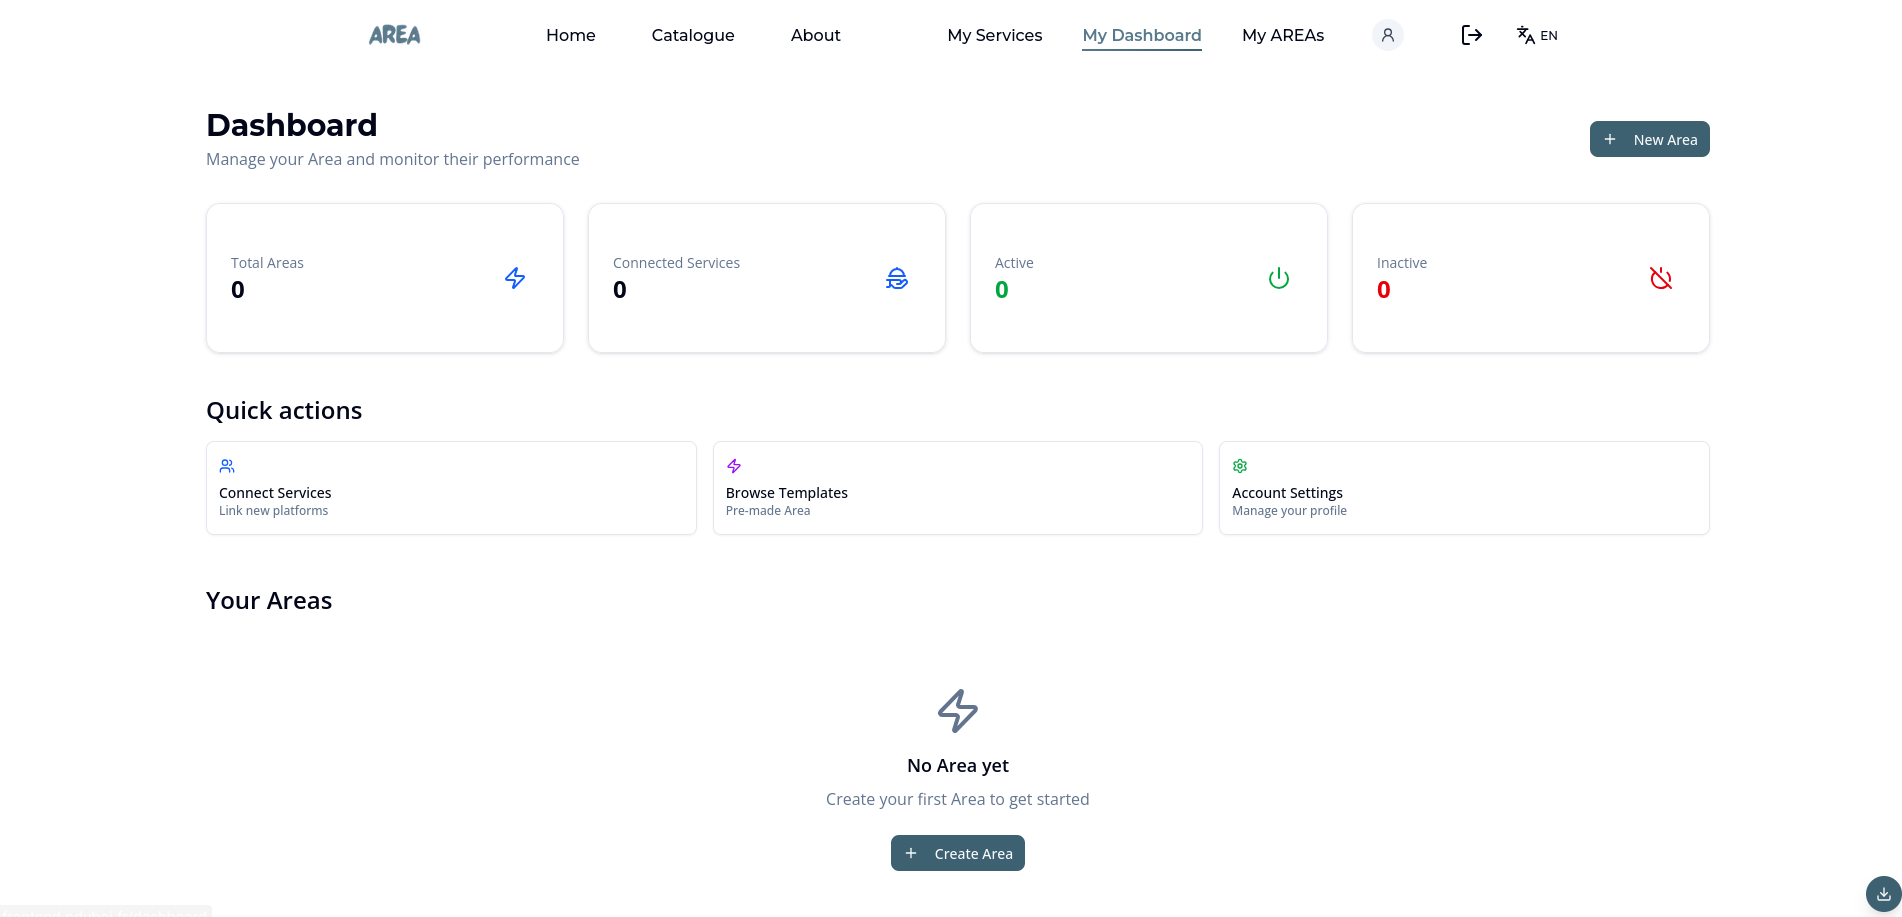 AREA
Home
Catalogue
About
My Services
My Dashboard
My AREAs
EN
Dashboard
Manage your Area and monitor their performance
New Area
Total Areas
0
Connected Services
0
Active
0
Inactive
0
Quick actions
Connect Services
Link new platforms
Browse Templates
Pre-made Area
Account Settings
Manage your profile
Your Areas
No Area yet
Create your first Area to get started
Create Area